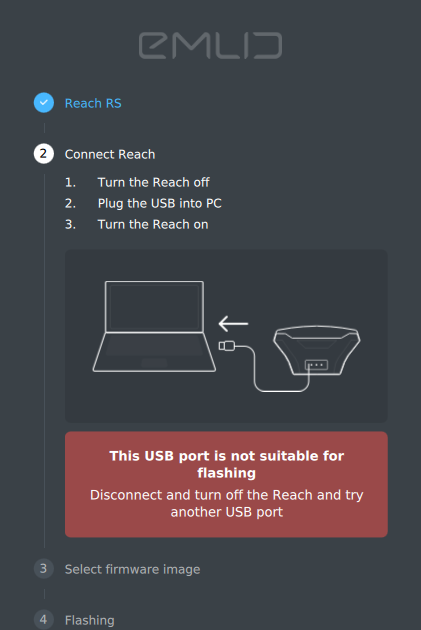 EMLID
Reach RS
2 Connect Reach
1. Turn the Reach off
2. Plug the USB into PC
3. Turn the Reach on
This USB port is not suitable for
flashing
Disconnect and turn off the Reach and try
another USB port
3 Select firmware image
4 Flashing